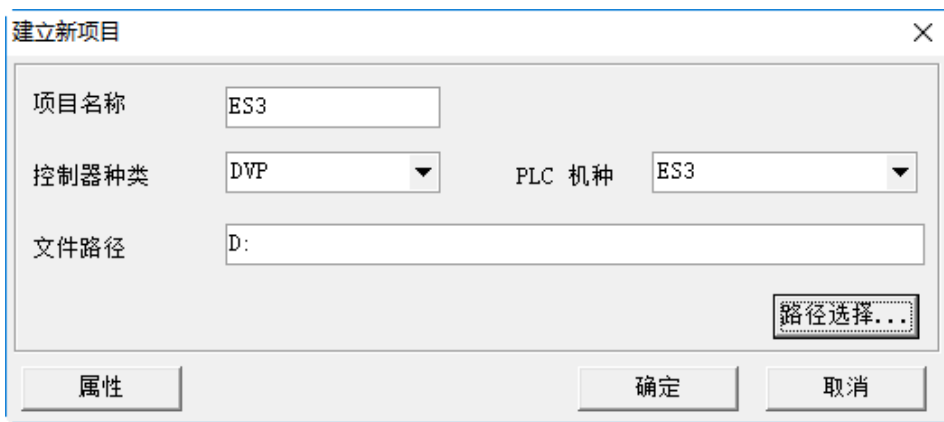 建立新项目
项目名称 ES3
控制器种类 DVP PLC 机种 ES3
文件路径 D:
路径选择...
属性 确定 取消